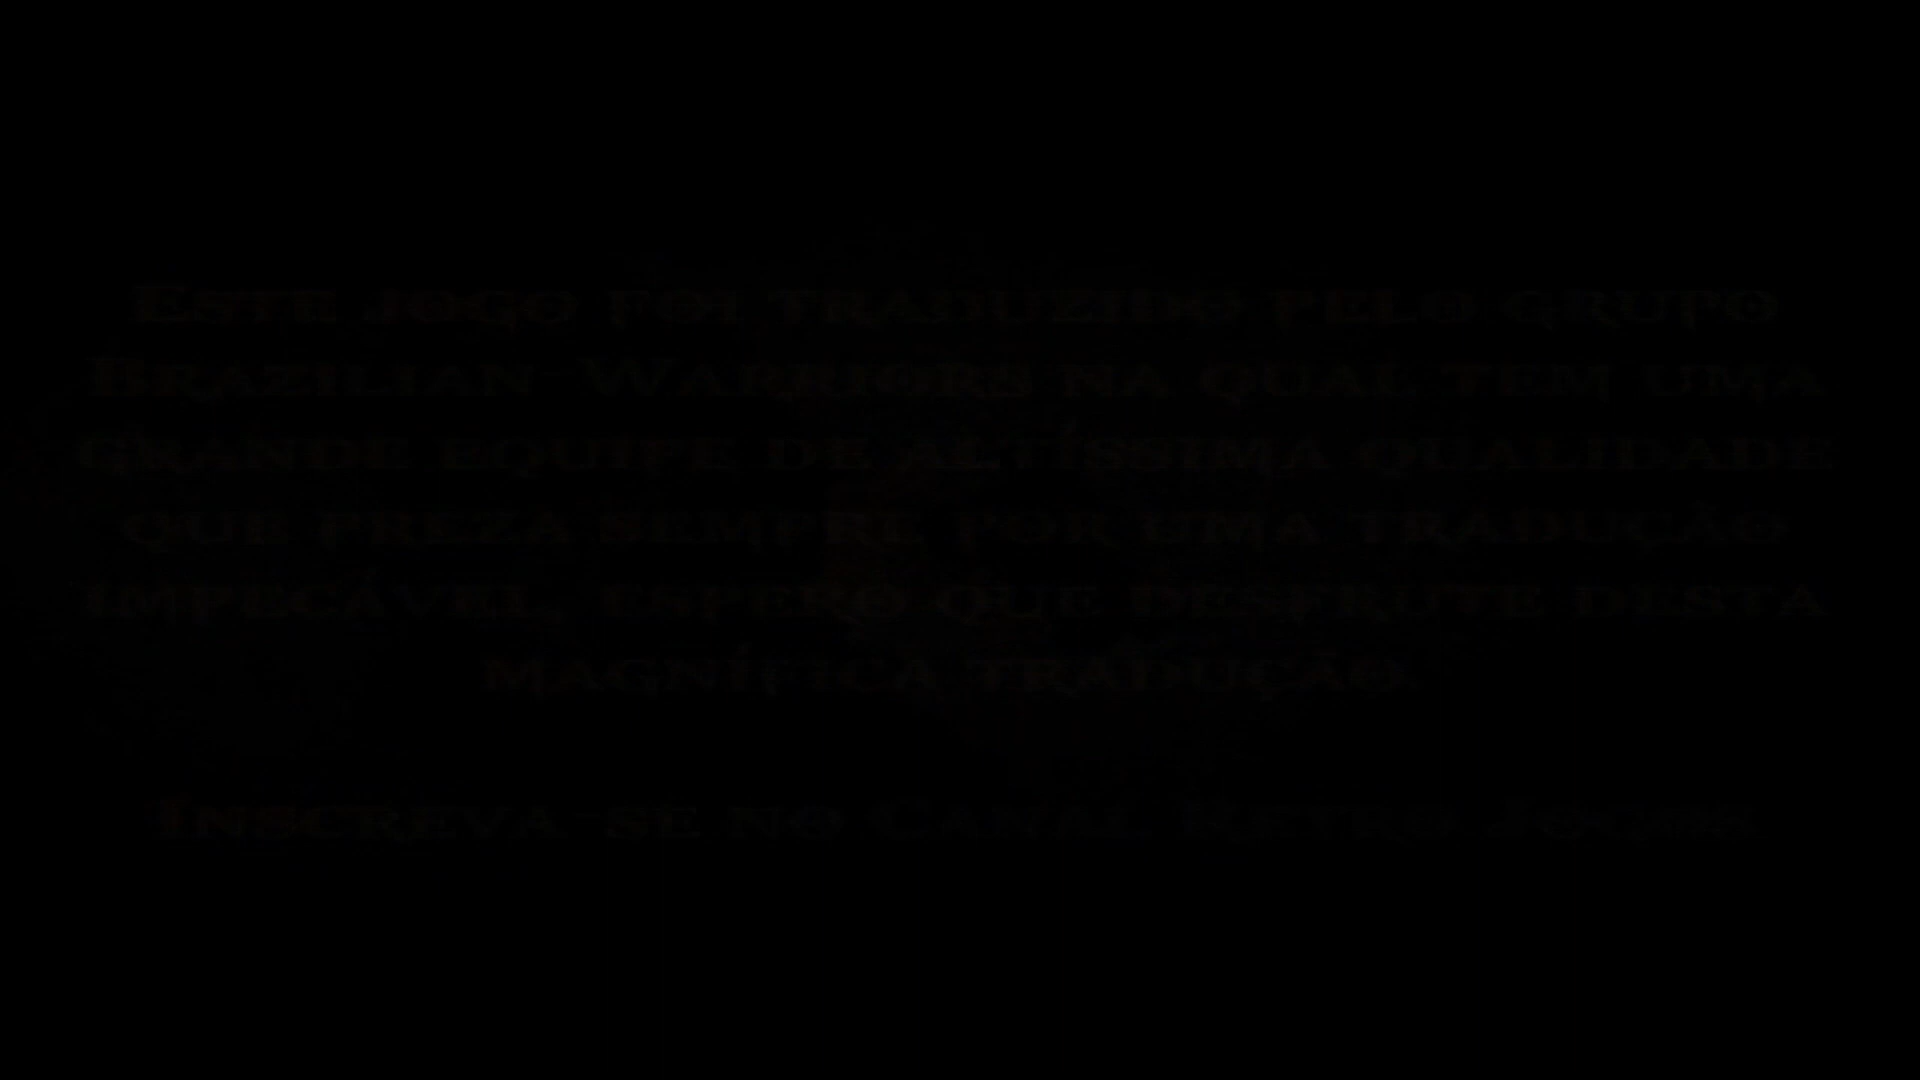 Este jogo foi traduzido pelo grupo
Brazilian-Warriors na qual tem uma
grande equipe de altíssima qualidade
que preza sempre por uma tradução
impecável, espero que desfrute desta
magnífica tradução.
Inscreva-se no Canal Retro Jogos